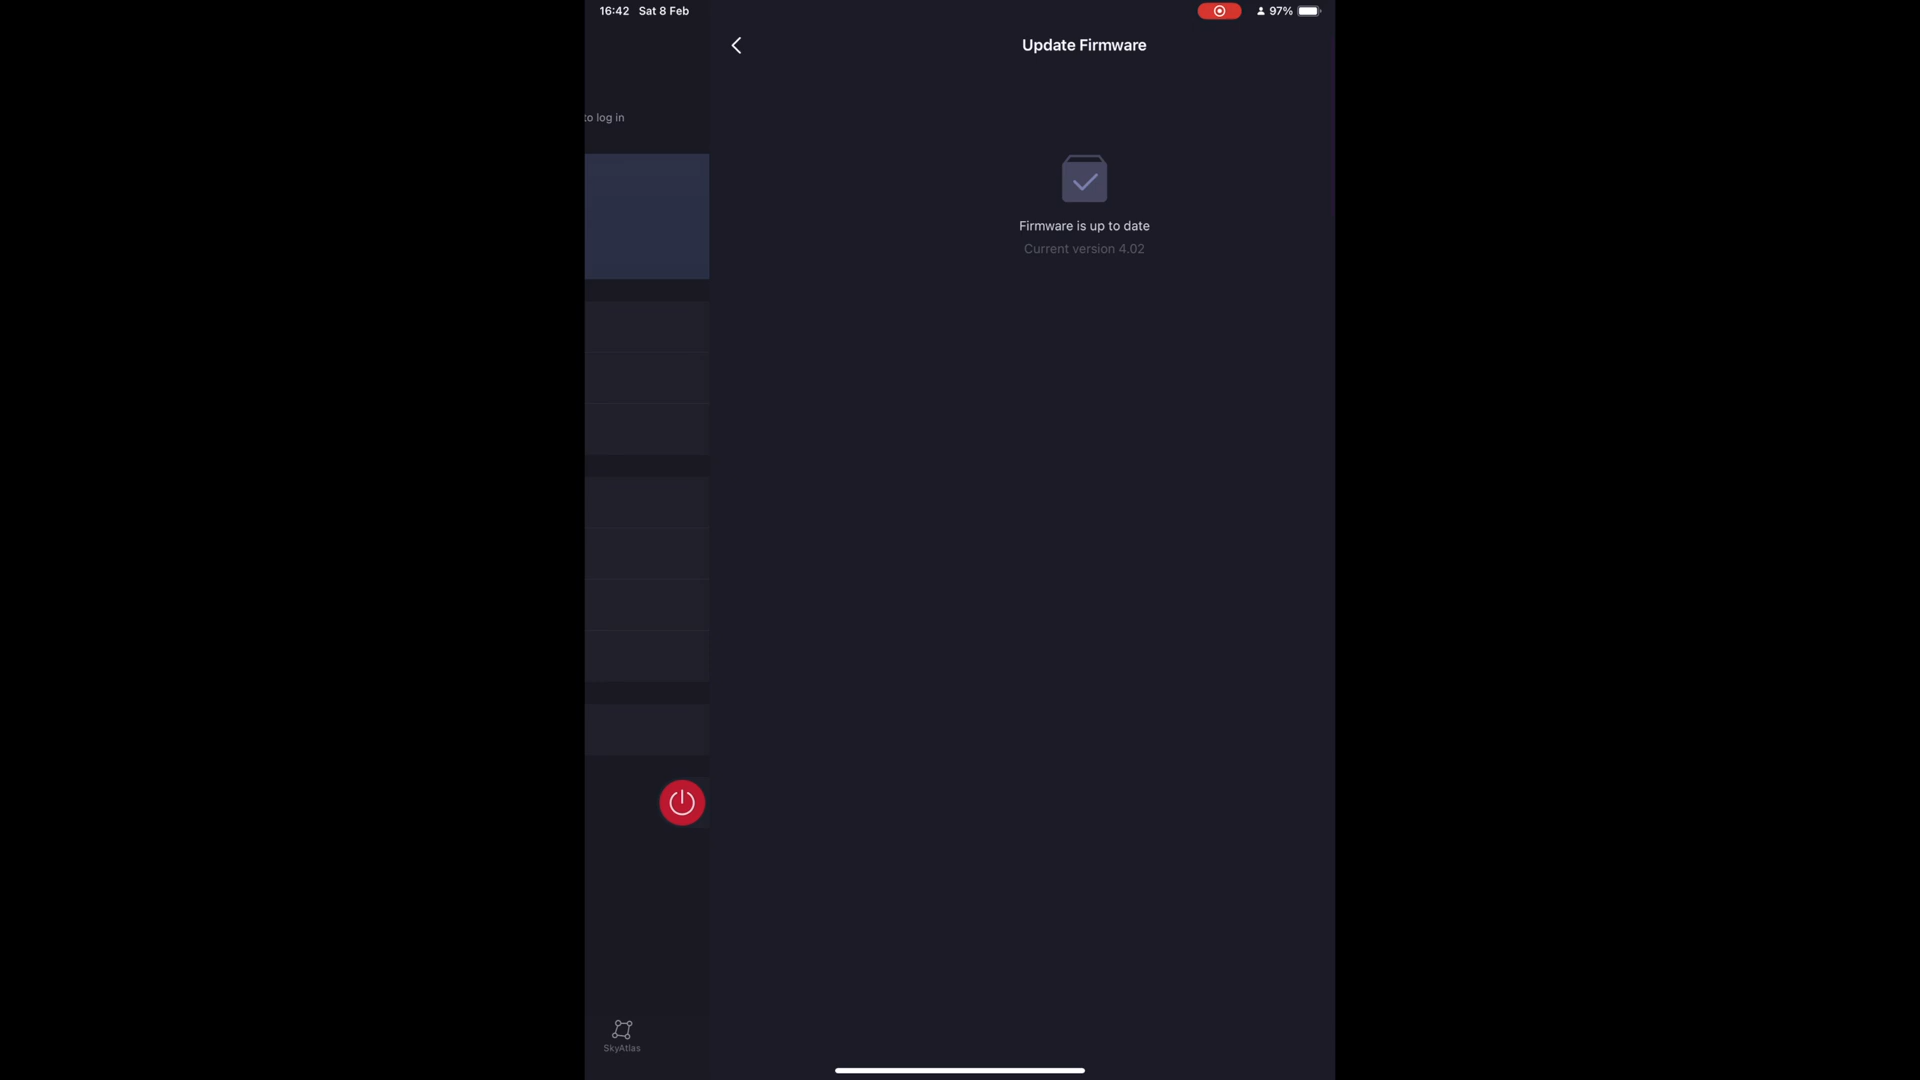 16:42 Sat 8 Feb
97%
Update Firmware
to log in
Firmware is up to date
Current version 4.02
SkyAtlas